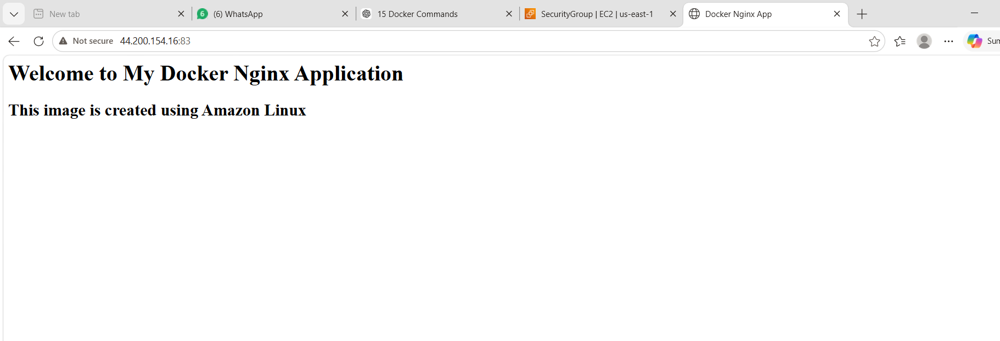 New tab
6
(6) WhatsApp
15 Docker Commands
SecurityGroup | EC2 | us-east-1
Docker Nginx App
Not secure
44.200.154.16:83
Sum
Welcome to My Docker Nginx Application
This image is created using Amazon Linux